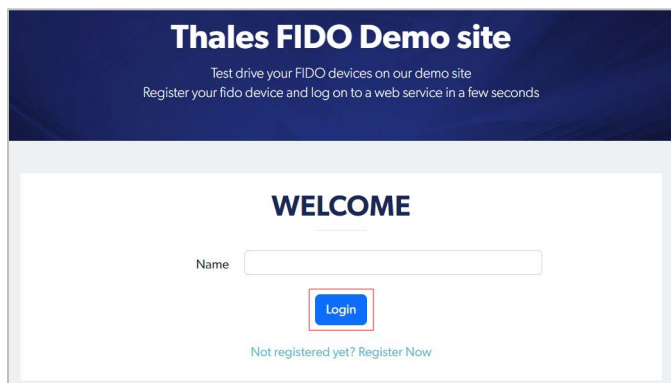 Thales FIDO Demo site
Test drive your FIDO devices on our demo site
Register your fido device and log on to a web service in a few seconds
WELCOME
Name
Login
Not registered yet? Register Now